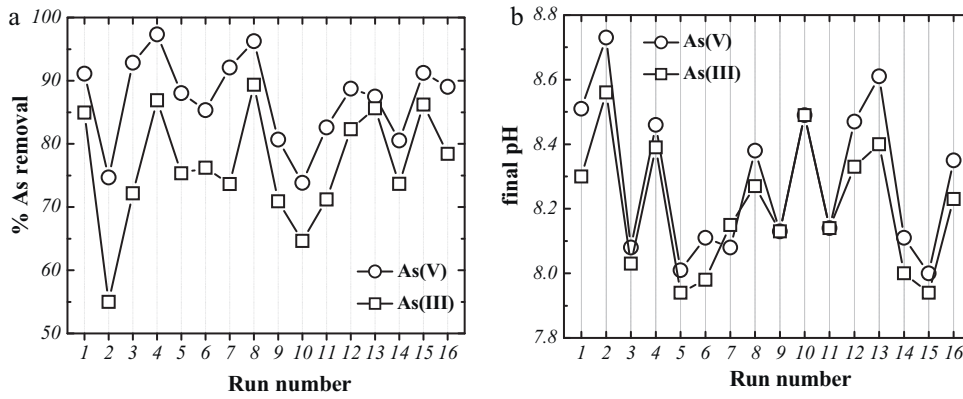 a
100
90
80
70
60
50
% As removal
As(V)
As(III)
1 2 3 4 5 6 7 8 9 10 11 12 13 14 15 16
Run number
b
8.8
8.6
8.4
8.2
8.0
7.8
final pH
As(V)
As(III)
1 2 3 4 5 6 7 8 9 10 11 12 13 14 15 16
Run number